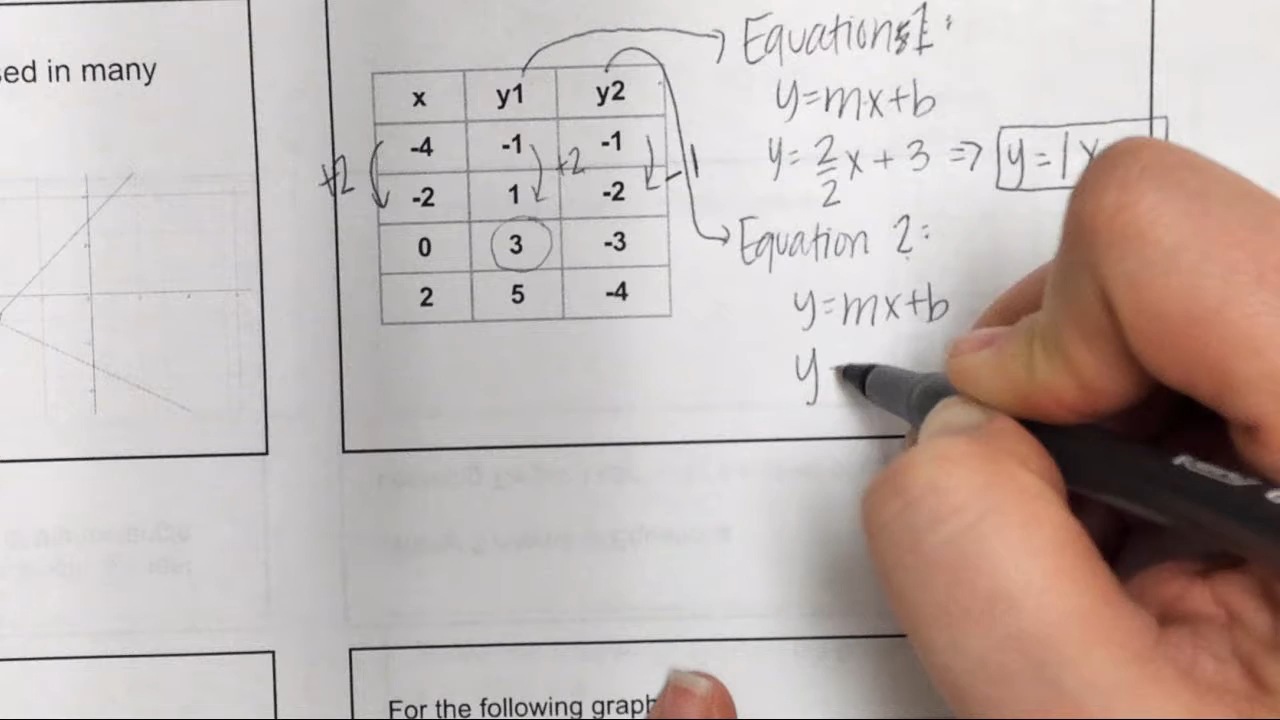 sed in many
x y1 y2
-4 -1 -1
-2 1 -2
0 3 -3
2 5 -4
+2
+2
-1
Equation 1:
y=mx+b
y=2/2x+3 => y=1x
Equation 2:
y=mx+b
y
For the following graph